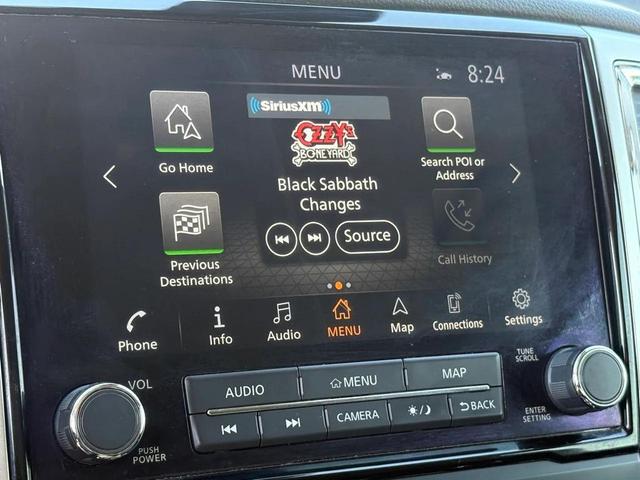 MENU
8:24
SiriusXM
OZZY's
BONEYARD
Go Home
Search POI or
Address
Black Sabbath
Changes
Source
Previous
Destinations
Call History
Phone
Info
Audio
MENU
Map
Connections
Settings
VOL
AUDIO
MENU
MAP
TUNE
SCROLL
CAMERA
BACK
PUSH
POWER
ENTER
SETTING